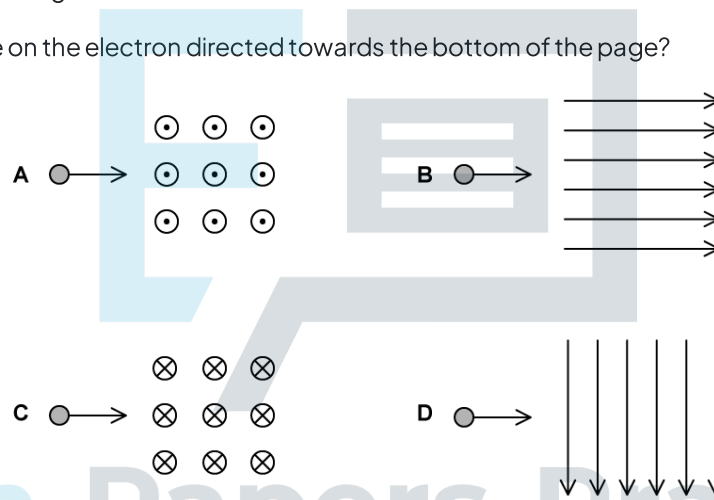 on the electron directed towards the bottom of the page?
A
B
C
D